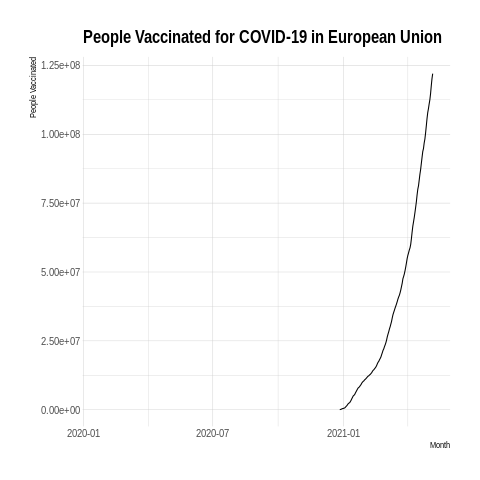 People Vaccinated for COVID-19 in European Union
People Vaccinated
1.25e+08
1.00e+08
7.50e+07
5.00e+07
2.50e+07
0.00e+00
2020-01
2020-07
2021-01
Month